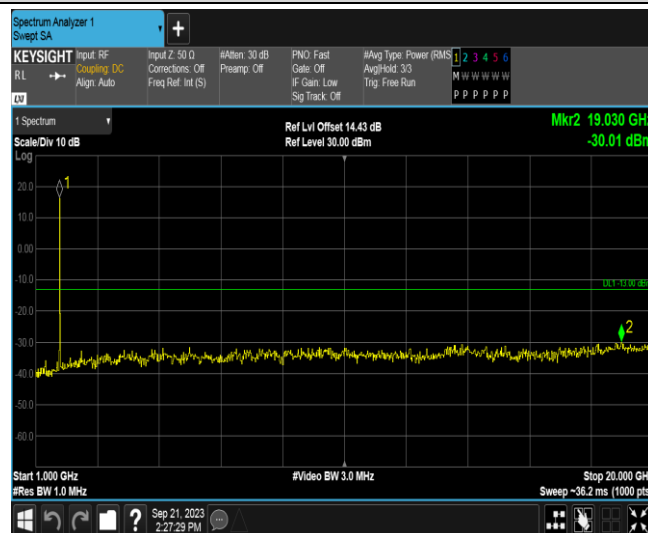 Spectrum Analyzer 1
Swept SA
+
KEYSIGHT
RL
Input: RF
Coupling: DC
Align: Auto
Input Z: 50 Ω
Corrections: Off
Freq Ref: Int (S)
#Atten: 30 dB
Preamp: Off
PNO: Fast
Gate: Off
IF Gain: Low
Sig Track: Off
#Avg Type: Power (RMS
Avg|Hold: 3/3
Trig: Free Run
1 2 3 4 5 6
M W W W W W
P P P P P P
LXI
1 Spectrum
Scale/Div 10 dB
Ref Lvl Offset 14.43 dB
Ref Level 30.00 dBm
Mkr2 19.030 GHz
-30.01 dBm
Log
1
20.0
10.0
0.00
-10.0
DL1 -13.00 dBm
-20.0
2
-30.0
-40.0
-50.0
-60.0
Start 1.000 GHz
#Res BW 1.0 MHz
#Video BW 3.0 MHz
Stop 20.000 GH
Sweep ~36.2 ms (1000 pts
?
Sep 21, 2023
2:27:29 PM